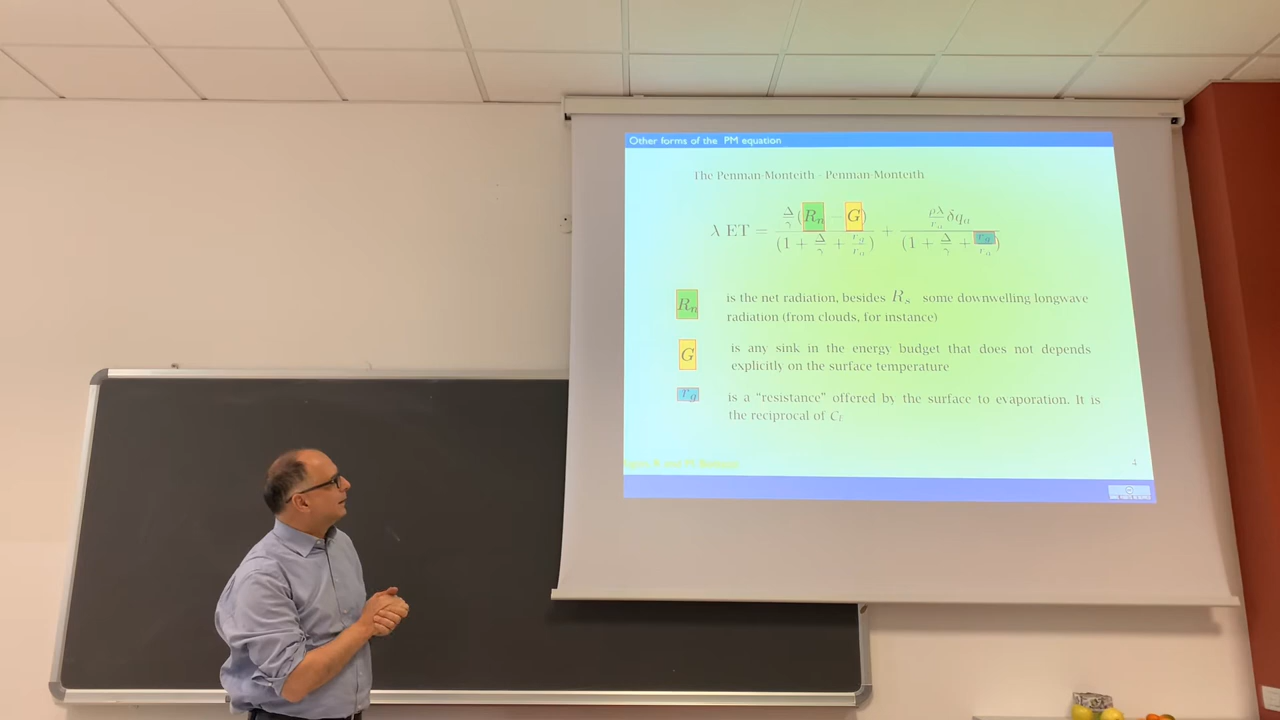 Other forms of the PM equation
The Penman-Monteith - Penman-Monteith
λ ET = Δ/γ (Rn − G) / (1 + Δ/γ + rg/ra) + ρλ/ra δqa / (1 + Δ/γ + rg/ra)
Rn is the net radiation, besides Rs some downwelling longwave
radiation (from clouds, for instance)
G is any sink in the energy budget that does not depends
explicitly on the surface temperature
rg is a “resistance” offered by the surface to evaporation. It is
the reciprocal of CE
4